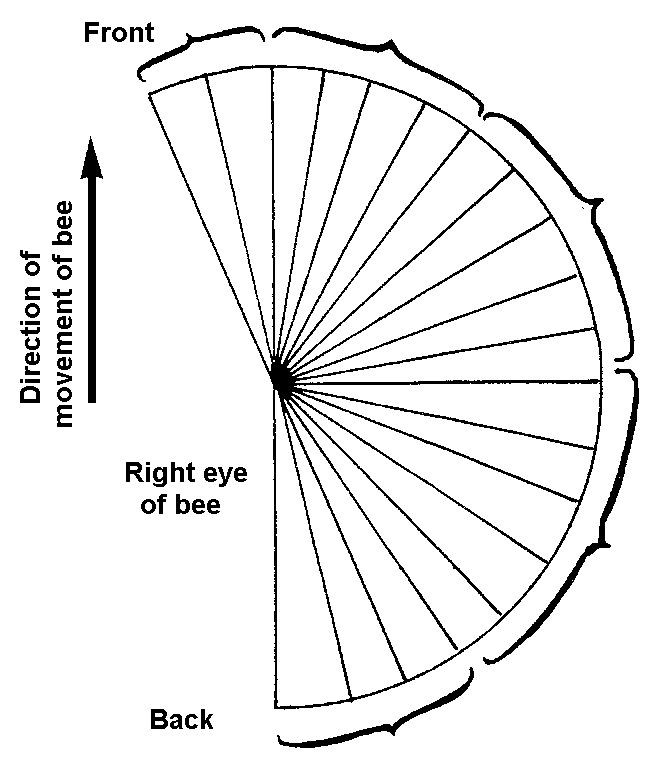 Front
Direction of
movement of bee
Right eye
of bee
Back